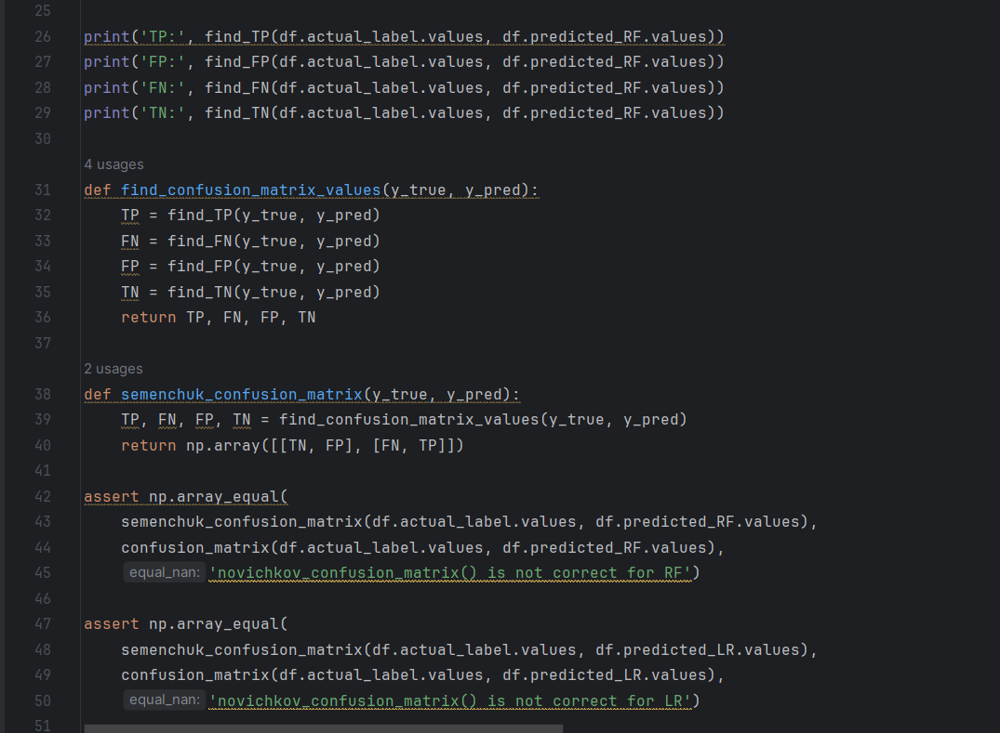 25
26 print('TP:', find_TP(df.actual_label.values, df.predicted_RF.values))
27 print('FP:', find_FP(df.actual_label.values, df.predicted_RF.values))
28 print('FN:', find_FN(df.actual_label.values, df.predicted_RF.values))
29 print('TN:', find_TN(df.actual_label.values, df.predicted_RF.values))
30
4 usages
31 def find_confusion_matrix_values(y_true, y_pred):
32     TP = find_TP(y_true, y_pred)
33     FN = find_FN(y_true, y_pred)
34     FP = find_FP(y_true, y_pred)
35     TN = find_TN(y_true, y_pred)
36     return TP, FN, FP, TN
37
2 usages
38 def semenchuk_confusion_matrix(y_true, y_pred):
39     TP, FN, FP, TN = find_confusion_matrix_values(y_true, y_pred)
40     return np.array([[TN, FP], [FN, TP]])
41
42 assert np.array_equal(
43     semenchuk_confusion_matrix(df.actual_label.values, df.predicted_RF.values),
44     confusion_matrix(df.actual_label.values, df.predicted_RF.values),
45     equal_nan: 'novichkov_confusion_matrix() is not correct for RF')
46
47 assert np.array_equal(
48     semenchuk_confusion_matrix(df.actual_label.values, df.predicted_LR.values),
49     confusion_matrix(df.actual_label.values, df.predicted_LR.values),
50     equal_nan: 'novichkov_confusion_matrix() is not correct for LR')
51